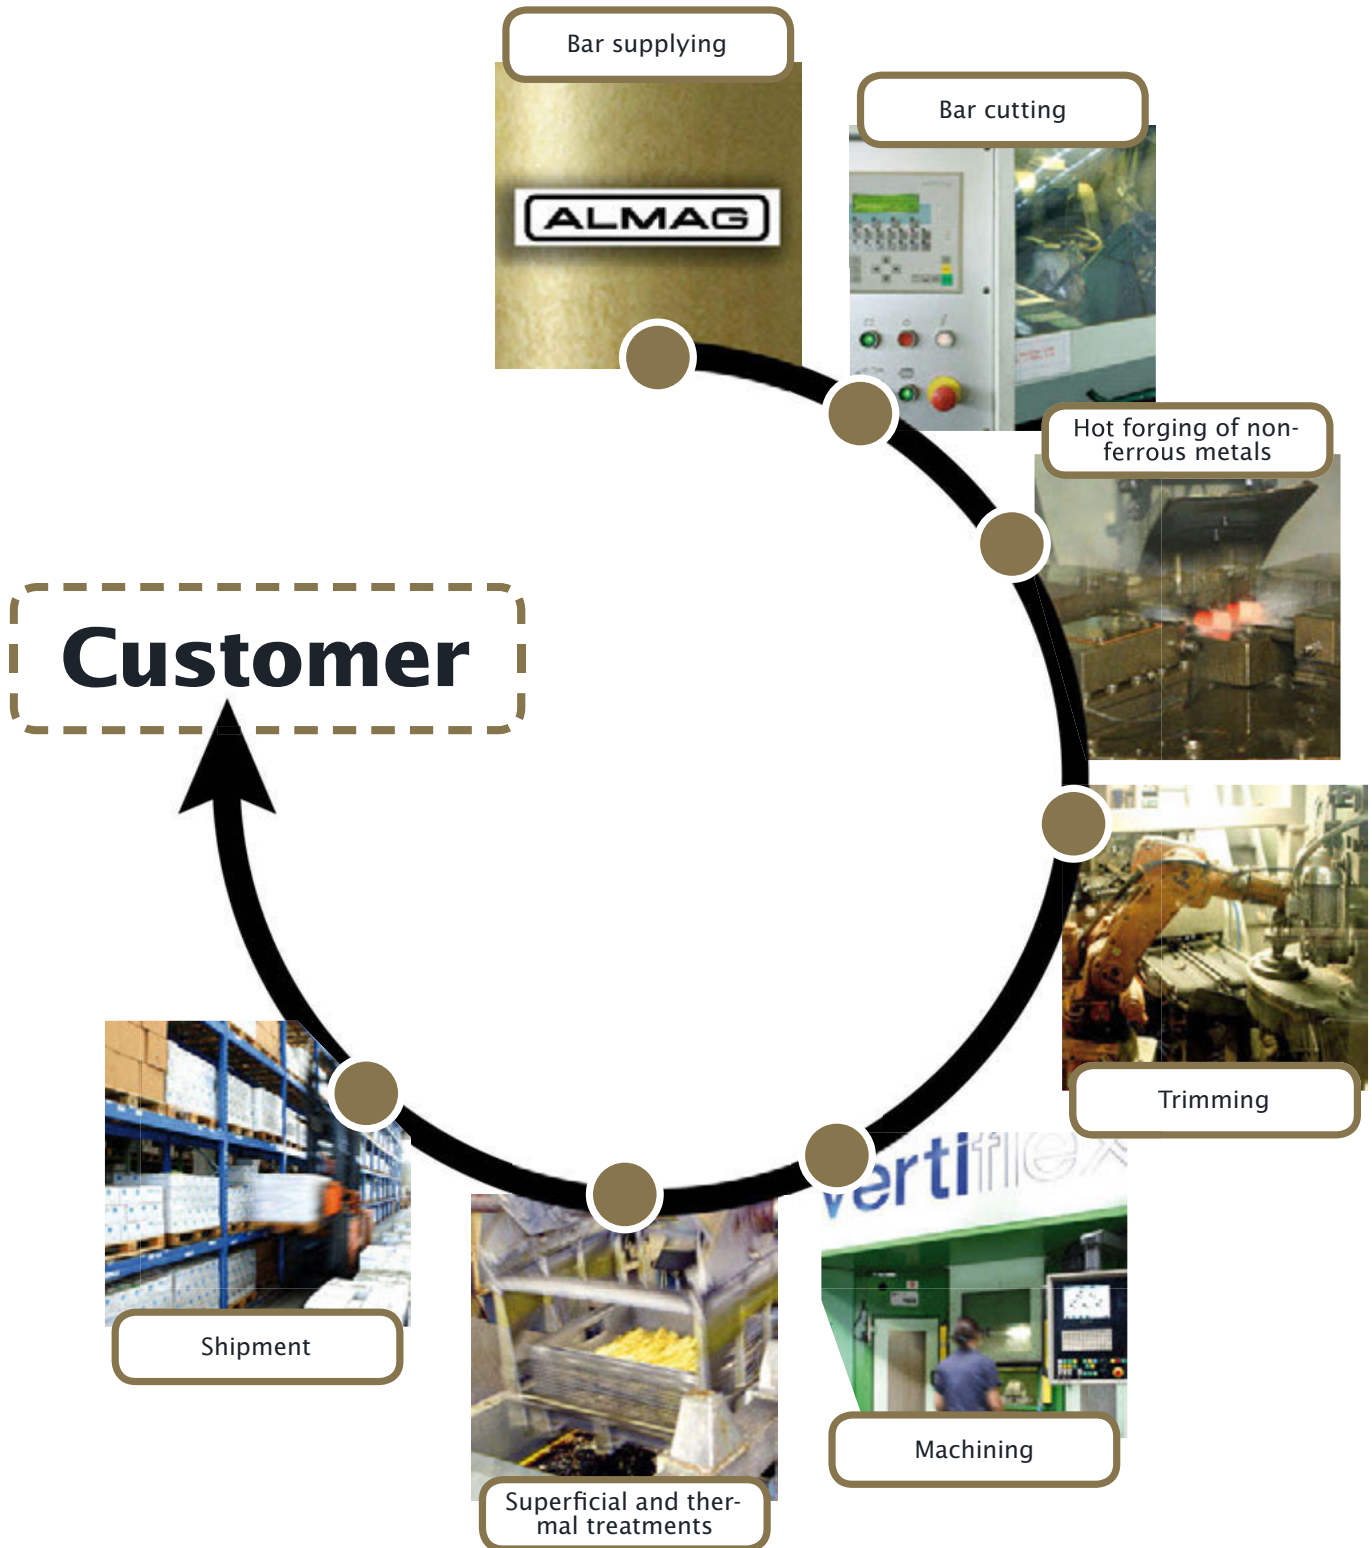 Bar supplying
ALMAG
Bar cutting
Hot forging of non-
ferrous metals
Customer
Trimming
vertiflex
Shipment
Machining
Superficial and ther-
mal treatments